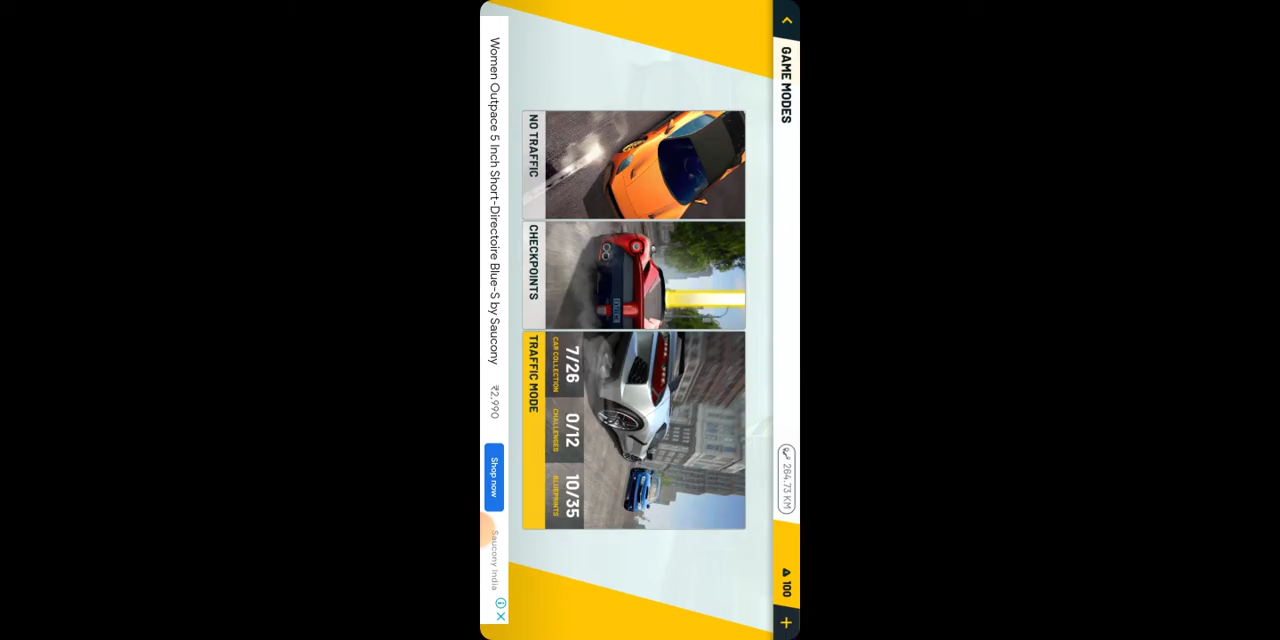 GAME MODES
264.73 KM
100
NO TRAFFIC
CHECKPOINTS
7/26
CAR COLLECTION
0/12
CHALLENGES
10/35
BLUEPRINTS
TRAFFIC MODE
Women Outpace 5 Inch Short-Directoire Blue-S by Saucony
₹2,990
Shop now
Saucony India